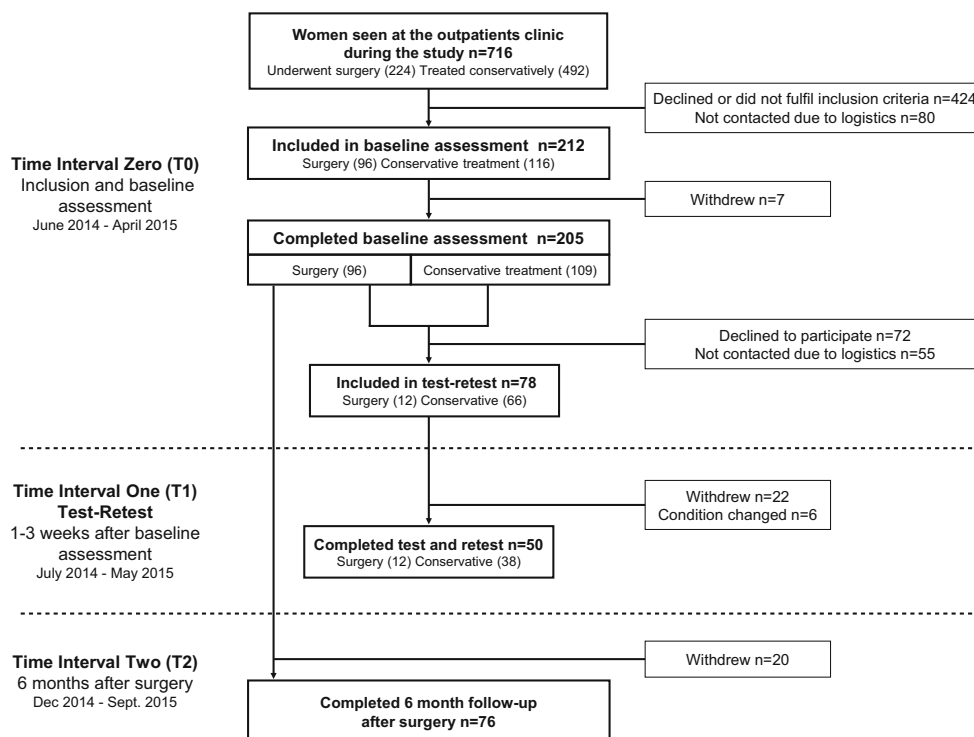 Women seen at the outpatients clinic
during the study n=716
Underwent surgery (224) Treated conservatively (492)
Declined or did not fulfil inclusion criteria n=424
Not contacted due to logistics n=80
Included in baseline assessment n=212
Surgery (96) Conservative treatment (116)
Time Interval Zero (T0)
Inclusion and baseline
assessment
June 2014 - April 2015
Withdrew n=7
Completed baseline assessment n=205
Surgery (96)
Conservative treatment (109)
Declined to participate n=72
Not contacted due to logistics n=55
Included in test-retest n=78
Surgery (12) Conservative (66)
Time Interval One (T1)
Test-Retest
1-3 weeks after baseline
assessment
July 2014 - May 2015
Withdrew n=22
Condition changed n=6
Completed test and retest n=50
Surgery (12) Conservative (38)
Time Interval Two (T2)
6 months after surgery
Dec 2014 - Sept. 2015
Withdrew n=20
Completed 6 month follow-up
after surgery n=76